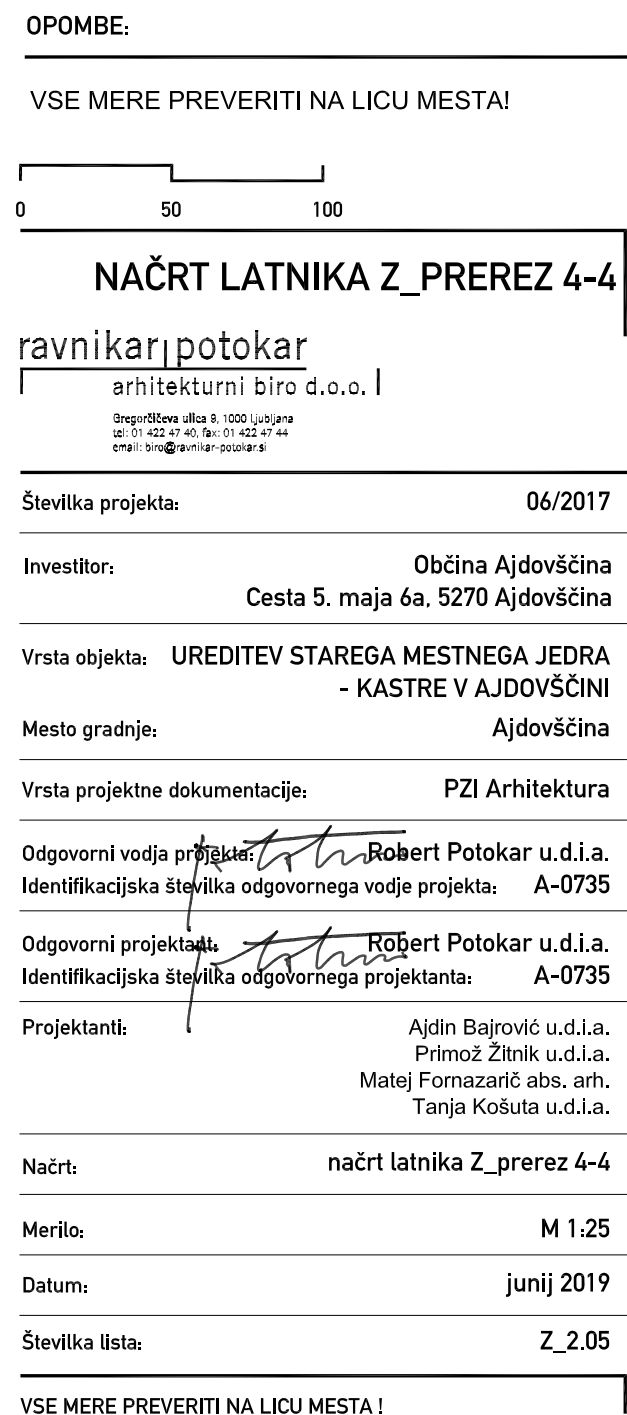 OPOMBE:
VSE MERE PREVERITI NA LICU MESTA!
0 50 100
NAČRT LATNIKA Z_PREREZ 4-4
ravnikar potokar
arhitekturni biro d.o.o.
Gregorčičeva ulica 9, 1000 Ljubljana
tel: 01 422 47 40, fax: 01 422 47 44
email: biro@ravnikar-potokar.si
Številka projekta: 06/2017
Investitor: Občina Ajdovščina
Cesta 5. maja 6a, 5270 Ajdovščina
Vrsta objekta: UREDITEV STAREGA MESTNEGA JEDRA
- KASTRE V AJDOVŠČINI
Mesto gradnje: Ajdovščina
Vrsta projektne dokumentacije: PZI Arhitektura
Odgovorni vodja projekta: Robert Potokar u.d.i.a.
Identifikacijska številka odgovornega vodje projekta: A-0735
Odgovorni projektant: Robert Potokar u.d.i.a.
Identifikacijska številka odgovornega projektanta: A-0735
Projektanti: Ajdin Bajrović u.d.i.a.
Primož Žitnik u.d.i.a.
Matej Fornazarič abs. arh.
Tanja Košuta u.d.i.a.
Načrt: načrt latnika Z_prerez 4-4
Merilo: M 1:25
Datum: junij 2019
Številka lista: Z_2.05
VSE MERE PREVERITI NA LICU MESTA !